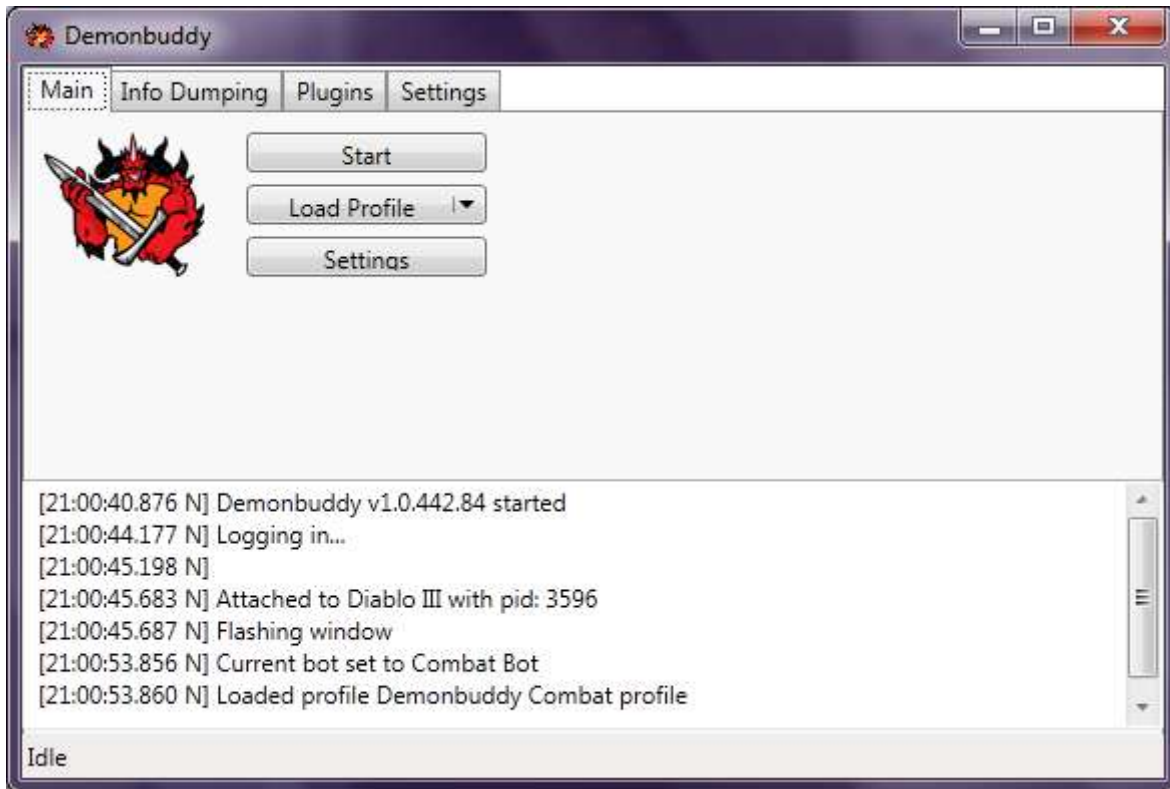 Demonbuddy
Main Info Dumping Plugins Settings
Start
Load Profile
Settings
[21:00:40.876 N] Demonbuddy v1.0.442.84 started
[21:00:44.177 N] Logging in...
[21:00:45.198 N]
[21:00:45.683 N] Attached to Diablo III with pid: 3596
[21:00:45.687 N] Flashing window
[21:00:53.856 N] Current bot set to Combat Bot
[21:00:53.860 N] Loaded profile Demonbuddy Combat profile
Idle